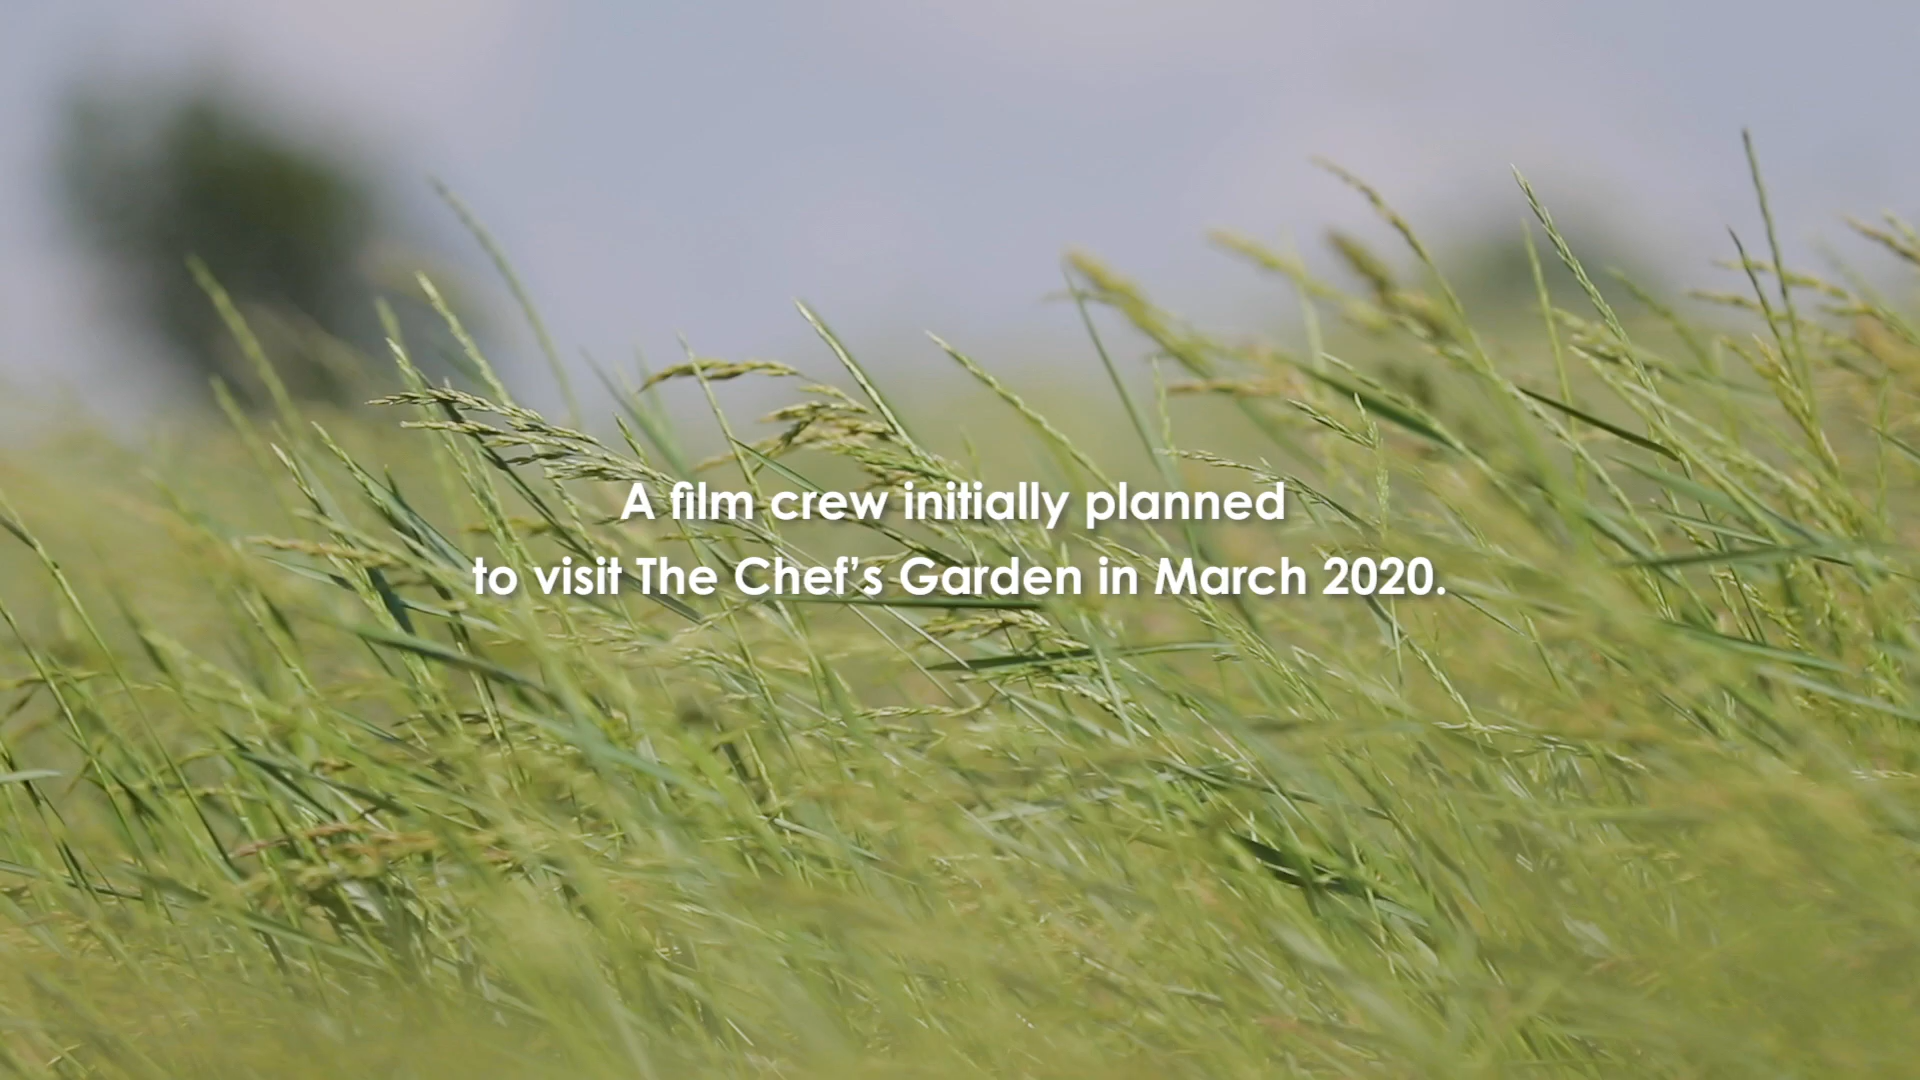 A film crew initially planned
to visit The Chef’s Garden in March 2020.